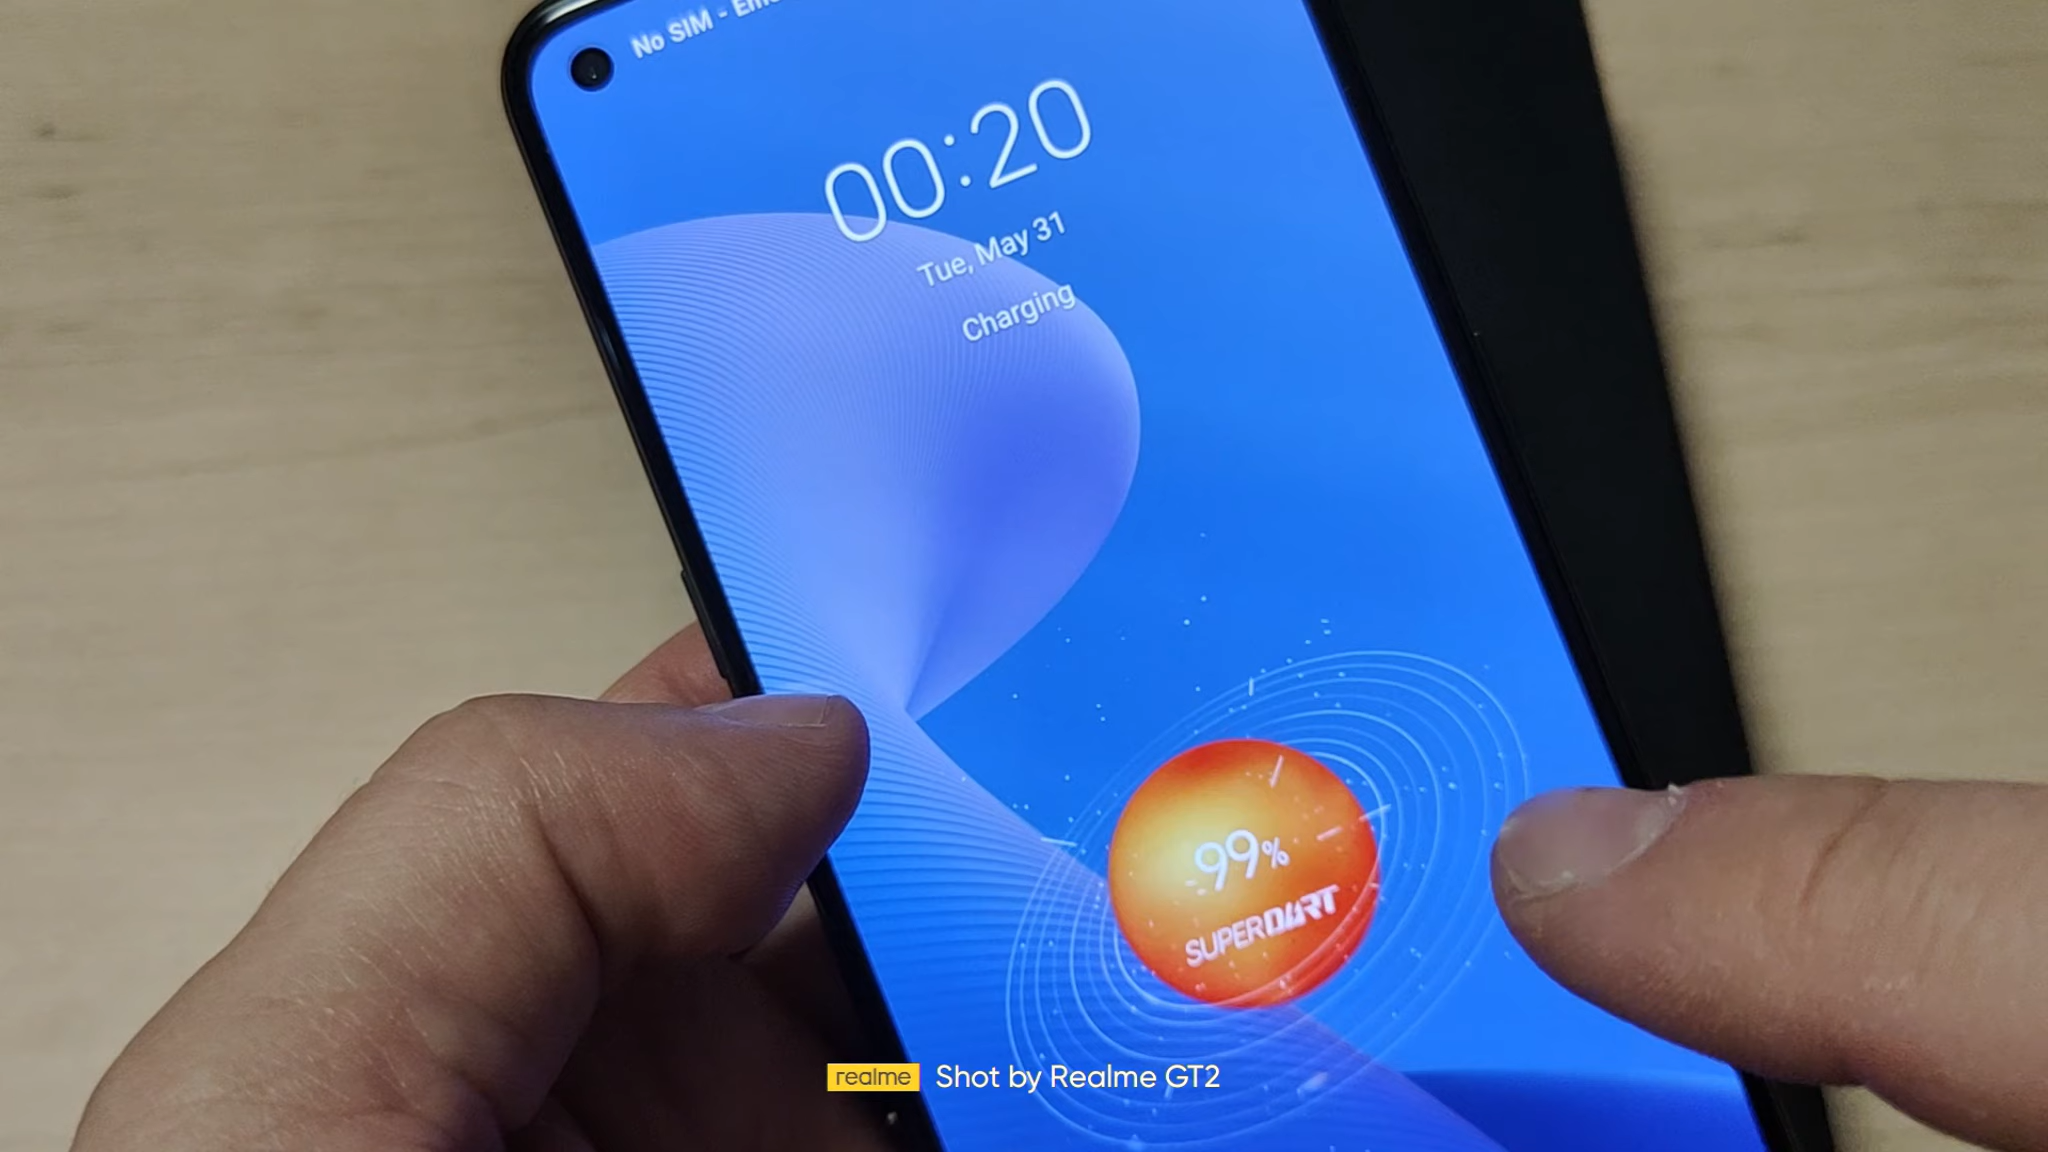 No SIM -
00:20
Tue, May 31
Charging
99%
SUPERDART
realme Shot by Realme GT2